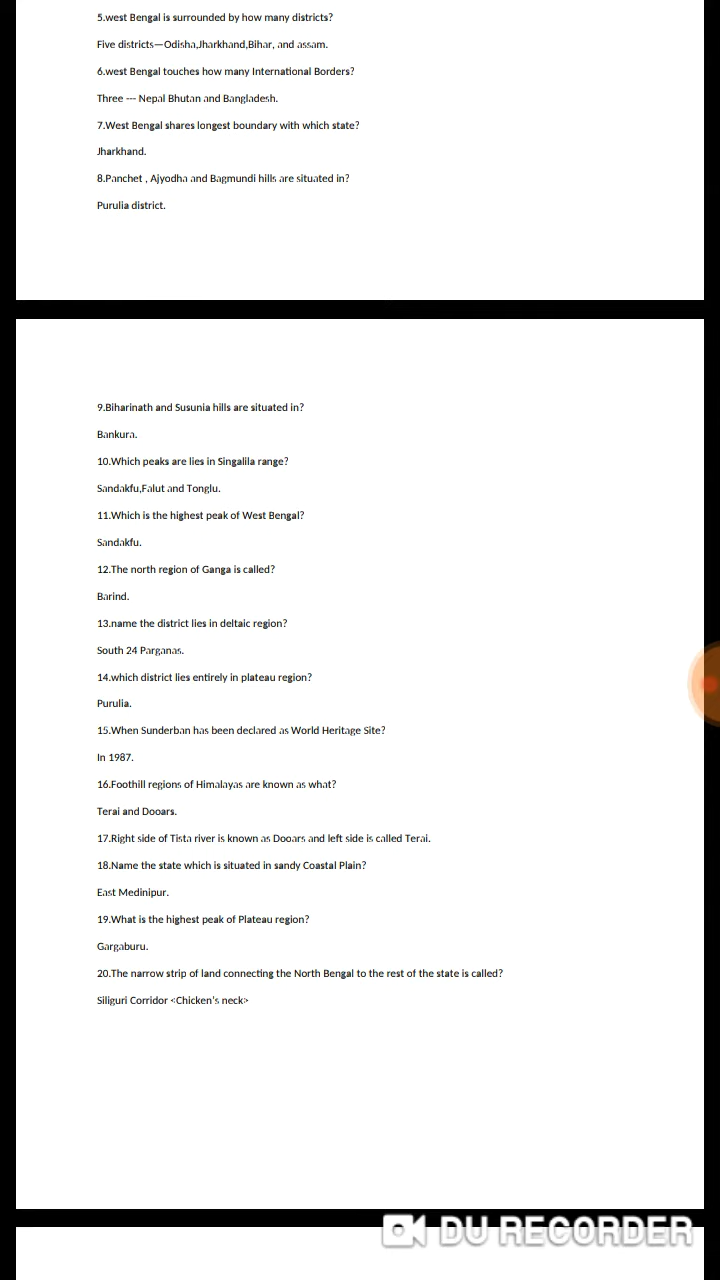 5.west Bengal is surrounded by how many districts?
Five districts—Odisha,Jharkhand,Bihar, and assam.
6.west Bengal touches how many International Borders?
Three --- Nepal Bhutan and Bangladesh.
7.West Bengal shares longest boundary with which state?
Jharkhand.
8.Panchet , Ajyodha and Bagmundi hills are situated in?
Purulia district.
9.Biharinath and Susunia hills are situated in?
Bankura.
10.Which peaks are lies in Singalila range?
Sandakfu,Falut and Tonglu.
11.Which is the highest peak of West Bengal?
Sandakfu.
12.The north region of Ganga is called?
Barind.
13.name the district lies in deltaic region?
South 24 Parganas.
14.which district lies entirely in plateau region?
Purulia.
15.When Sunderban has been declared as World Heritage Site?
In 1987.
16.Foothill regions of Himalayas are known as what?
Terai and Dooars.
17.Right side of Tista river is known as Dooars and left side is called Terai.
18.Name the state which is situated in sandy Coastal Plain?
East Medinipur.
19.What is the highest peak of Plateau region?
Gargaburu.
20.The narrow strip of land connecting the North Bengal to the rest of the state is called?
Siliguri Corridor <Chicken's neck>
DU RECORDER